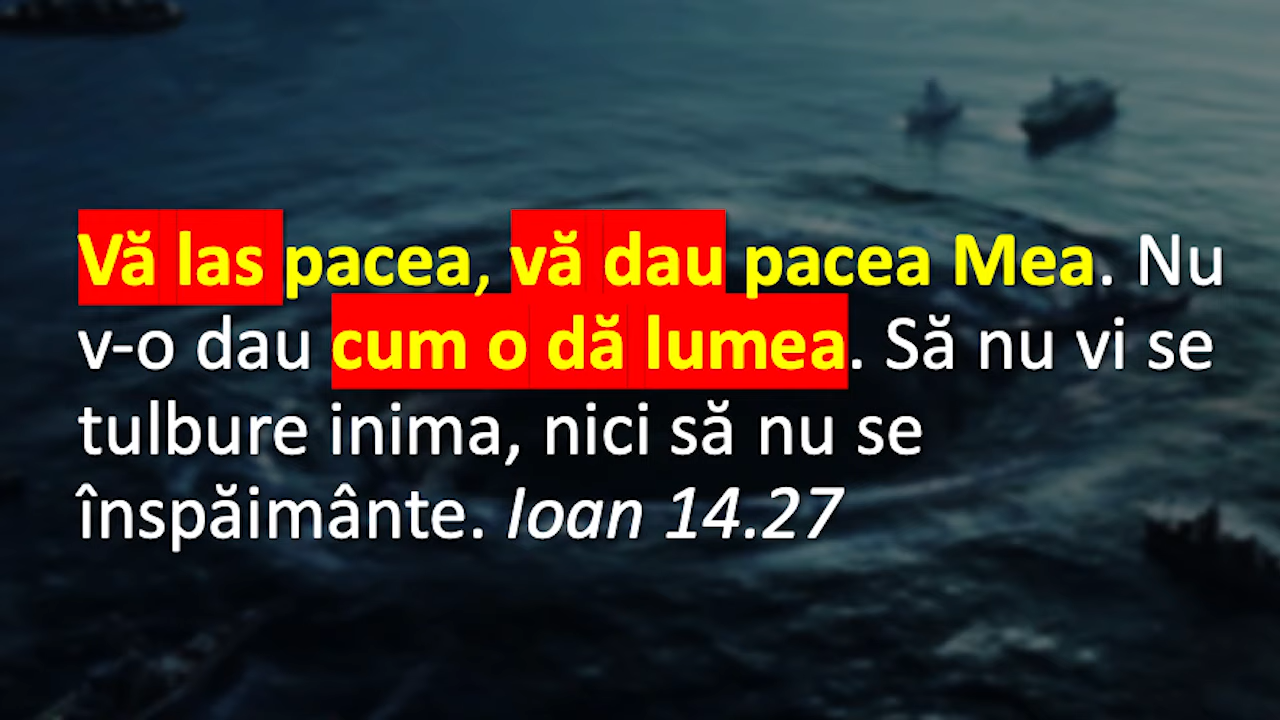 Vă las pacea, vă dau pacea Mea. Nu
v-o dau cum o dă lumea. Să nu vi se
tulbure inima, nici să nu se
înspăimânte. Ioan 14.27